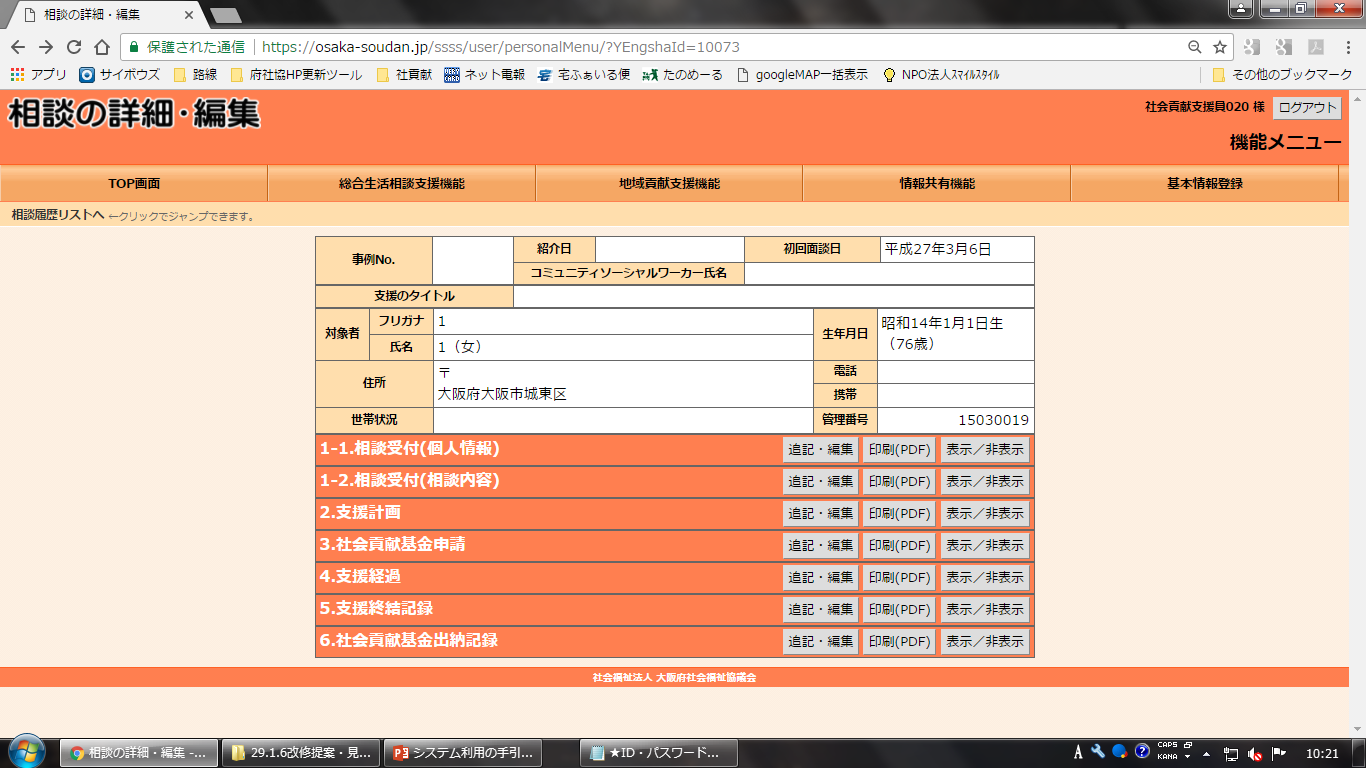 相談の詳細・編集
保護された通信 https://osaka-soudan.jp/ssss/user/personalMenu/?YEngshaId=10073
アプリ サイボウズ 路線 府社協HP更新ツール 社貢献 ネット電報 宅ふぁいる便 たのめーる googleMAP一括表示 NPO法人ｽﾏｲﾙｽﾀｲﾙ その他のブックマーク
相談の詳細・編集
社会貢献支援員020 様 ログアウト
機能メニュー
TOP画面 総合生活相談支援機能 地域貢献支援機能 情報共有機能 基本情報登録
相談履歴リストへ ←クリックでジャンプできます。
事例No. 紹介日 初回面談日 平成27年3月6日
コミュニティソーシャルワーカー氏名
支援のタイトル
対象者 フリガナ 1 生年月日 昭和14年1月1日生
氏名 1（女） （76歳）
住所 〒 電話
大阪府大阪市城東区 携帯
世帯状況 管理番号 15030019
1-1.相談受付(個人情報) 追記・編集 印刷(PDF) 表示／非表示
1-2.相談受付(相談内容) 追記・編集 印刷(PDF) 表示／非表示
2.支援計画 追記・編集 印刷(PDF) 表示／非表示
3.社会貢献基金申請 追記・編集 印刷(PDF) 表示／非表示
4.支援経過 追記・編集 印刷(PDF) 表示／非表示
5.支援終結記録 追記・編集 印刷(PDF) 表示／非表示
6.社会貢献基金出納記録 追記・編集 印刷(PDF) 表示／非表示
社会福祉法人 大阪府社会福祉協議会
相談の詳細・編集 -... 29.1.6改修提案・見... システム利用の手引... ★ID・パスワード... A CAPS KANA 10:21